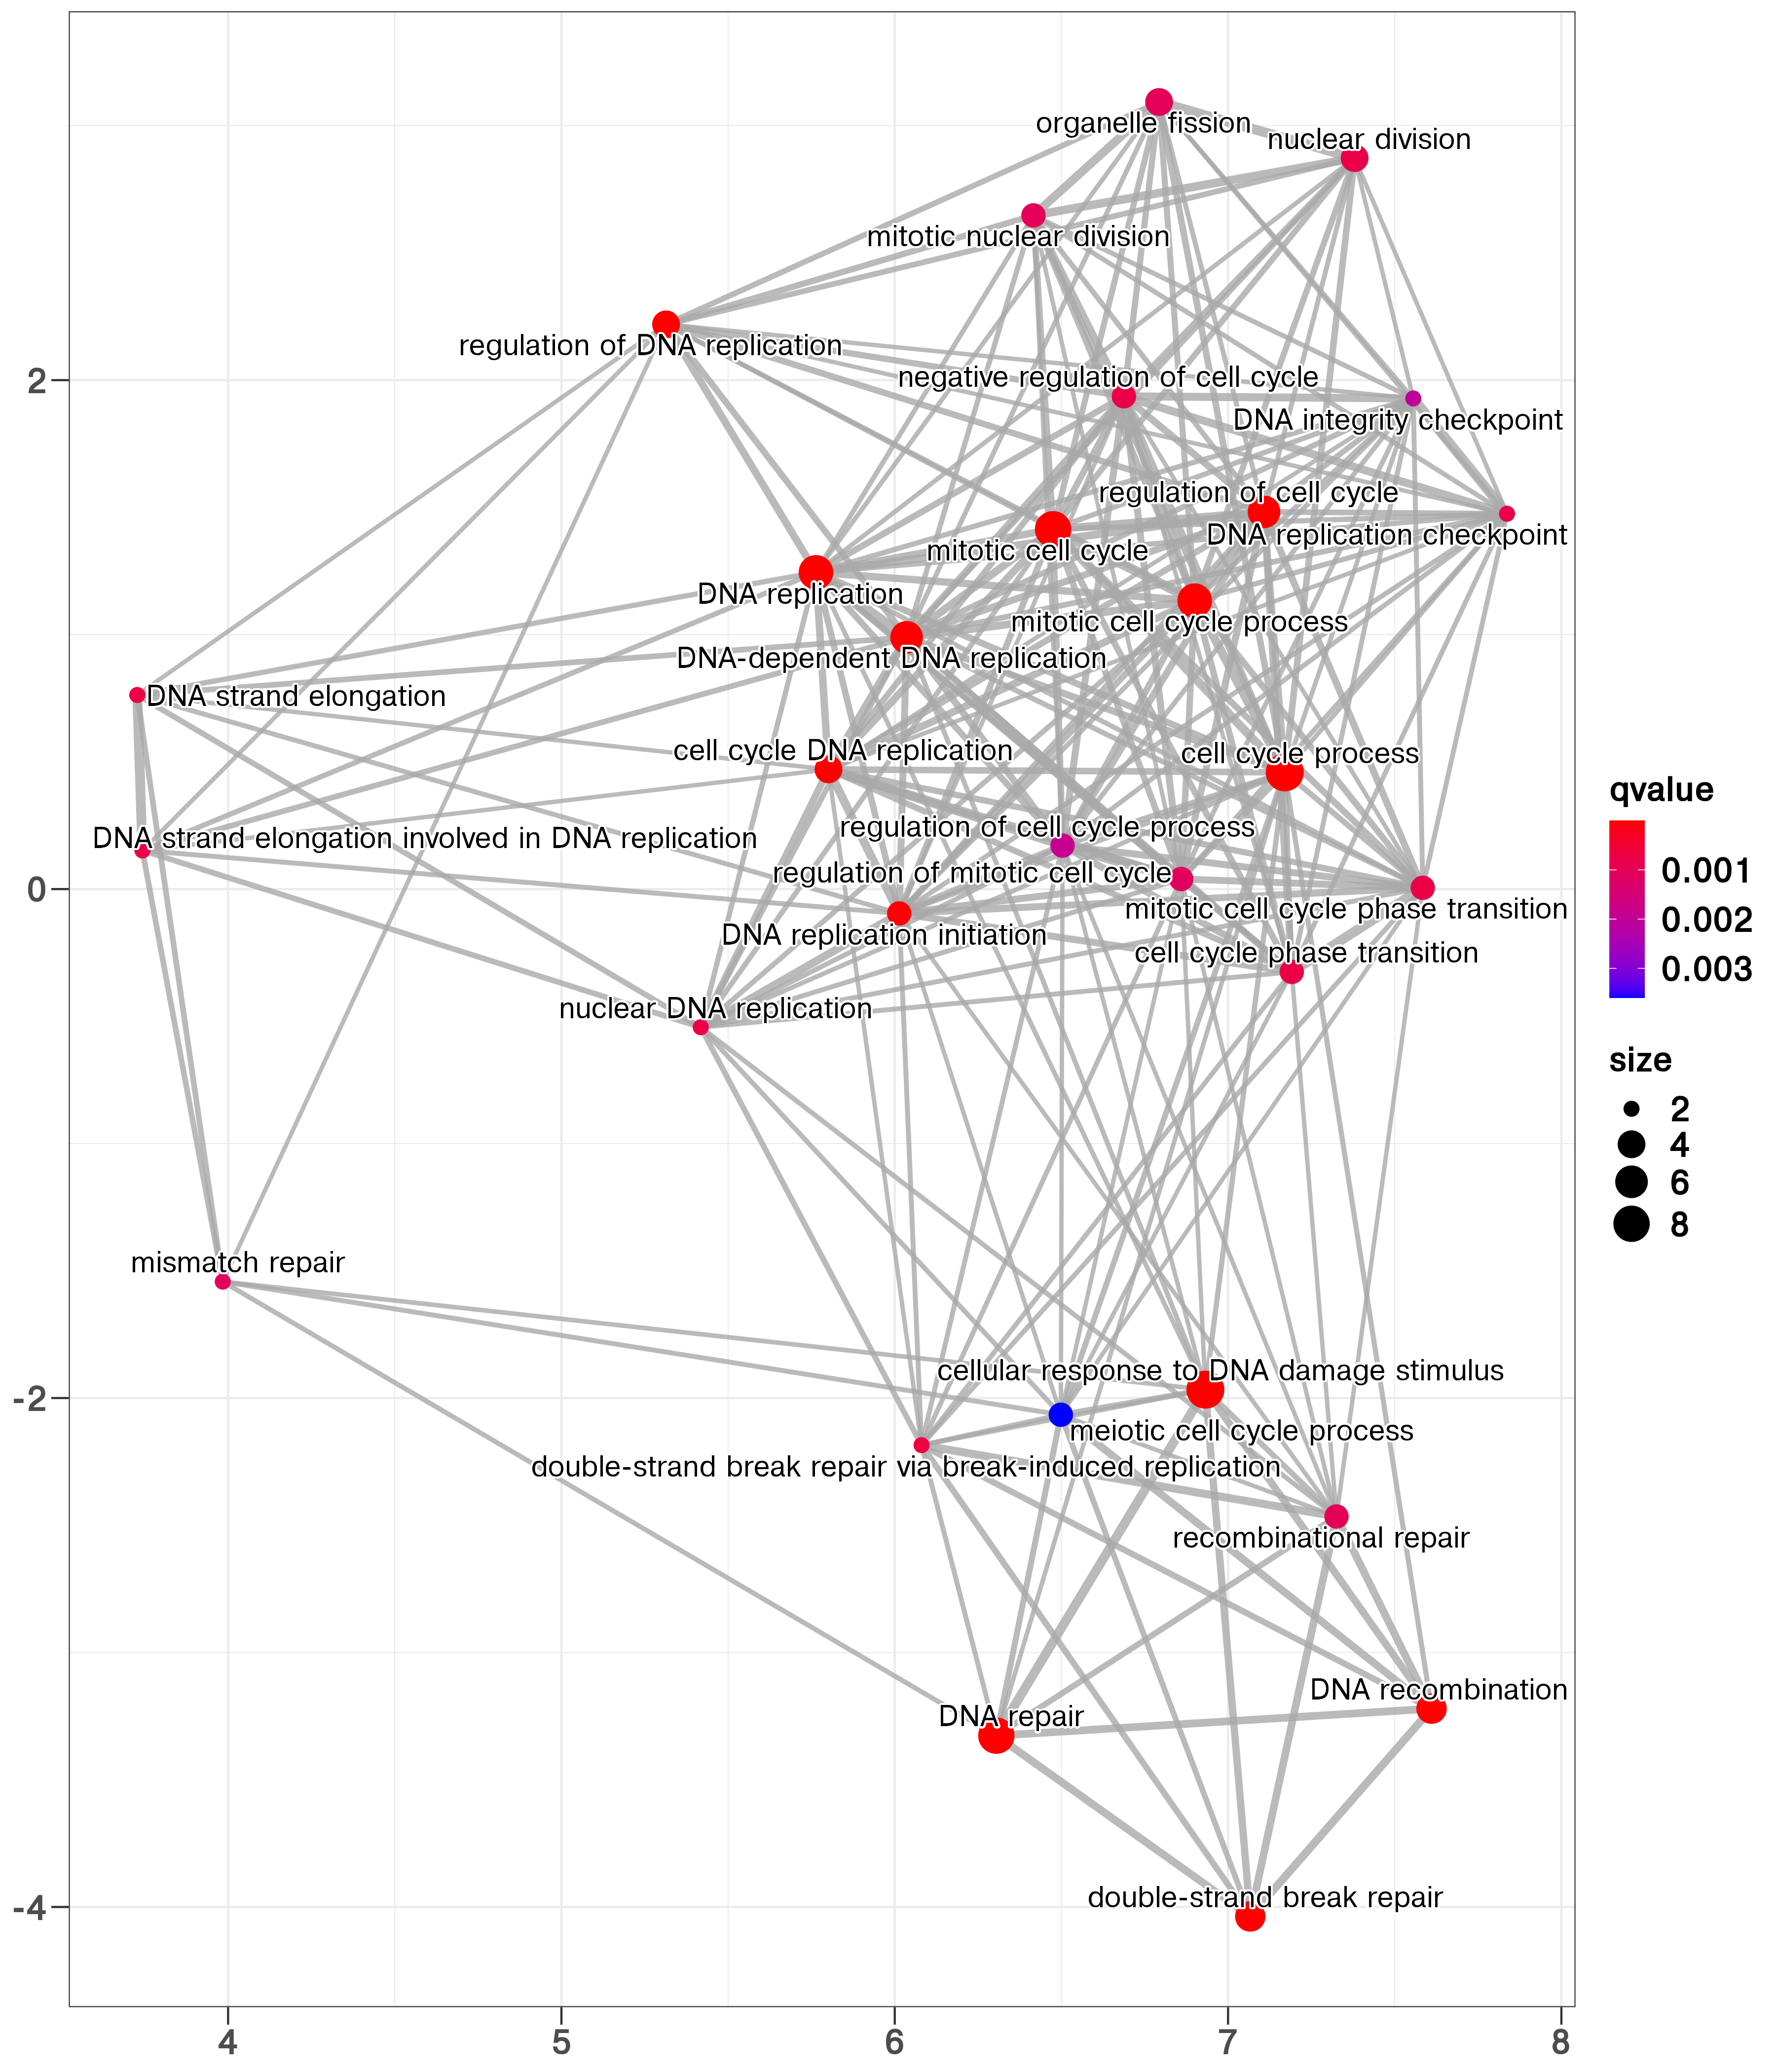 organelle fission
nuclear division
mitotic nuclear division
regulation of DNA replication
negative regulation of cell cycle
2
DNA integrity checkpoint
regulation of cell cycle
DNA replication checkpoint
mitotic cell cycle
DNA replication
mitotic cell cycle process
DNA-dependent DNA replication
DNA strand elongation
cell cycle DNA replication
cell cycle process
qvalue
DNA strand elongation involved in DNA replication
regulation of cell cycle process
0.001
regulation of mitotic cell cycle
0
mitotic cell cycle phase transition
0.002
DNA replication initiation
cell cycle phase transition
0.003
nuclear DNA replication
size
2
4
6
8
mismatch repair
cellular response to DNA damage stimulus
-2
meiotic cell cycle process
double-strand break repair via break-induced replication
recombinational repair
DNA recombination
DNA repair
double-strand break repair
-4
4 5 6 7 8